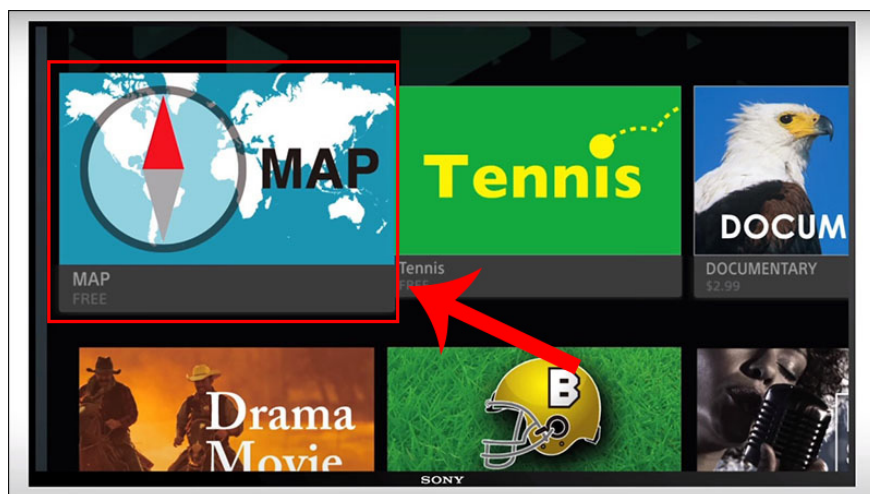 MAP
Tennis
DOCUM
MAP
FREE
Tennis
FREE
DOCUMENTARY
$2.99
Drama
Movie
B
SONY